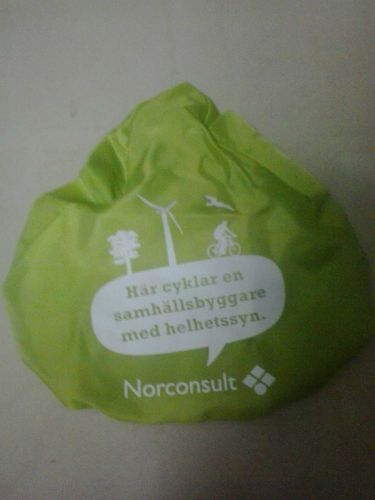 Här cyklar en
samhällsbyggare
med helhetssyn.
Norconsult